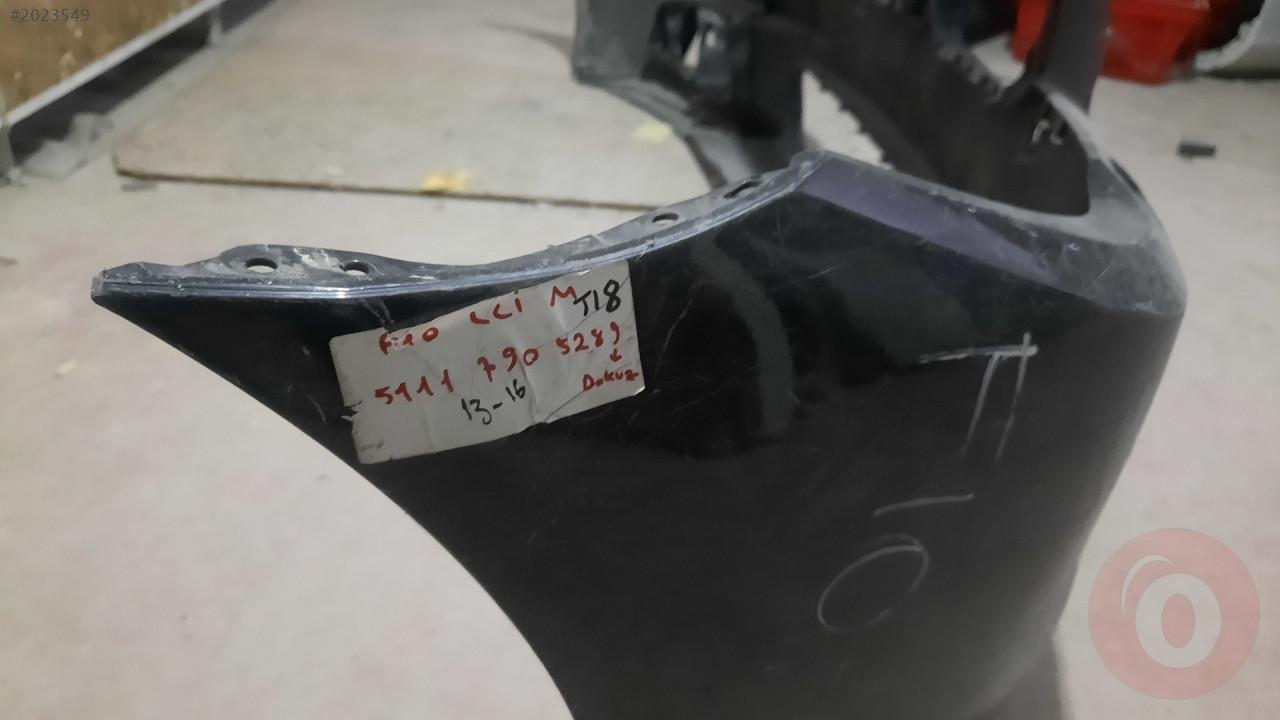 #2023549
F10 LCİ M T18
5111 790 5289
13-16 Dokuz